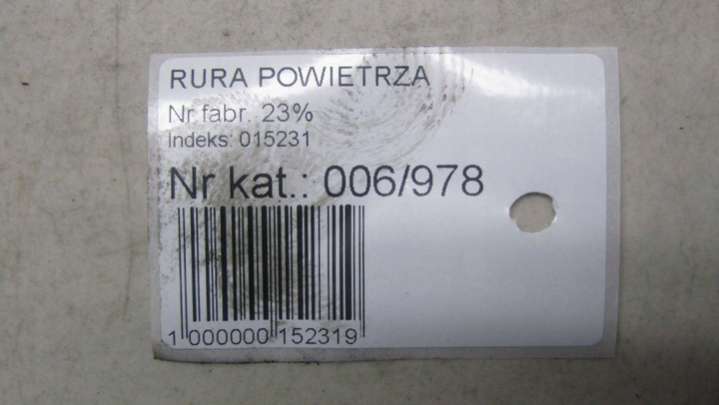 RURA POWIETRZA
Nr fabr. 23%
Indeks: 015231
Nr kat.: 006/978
1 000000 152319